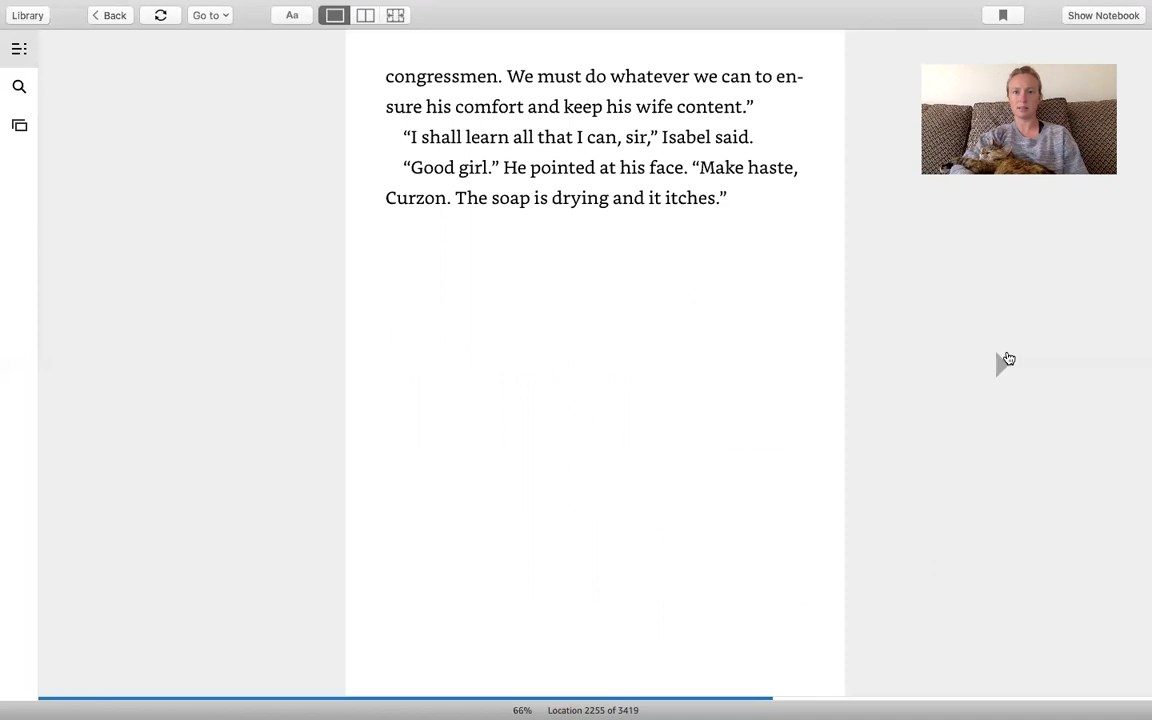 Library
Back
Go to
Aa
Show Notebook
congressmen. We must do whatever we can to en-
sure his comfort and keep his wife content.”
“I shall learn all that I can, sir,” Isabel said.
“Good girl.” He pointed at his face. “Make haste,
Curzon. The soap is drying and it itches.”
66% Location 2255 of 3419